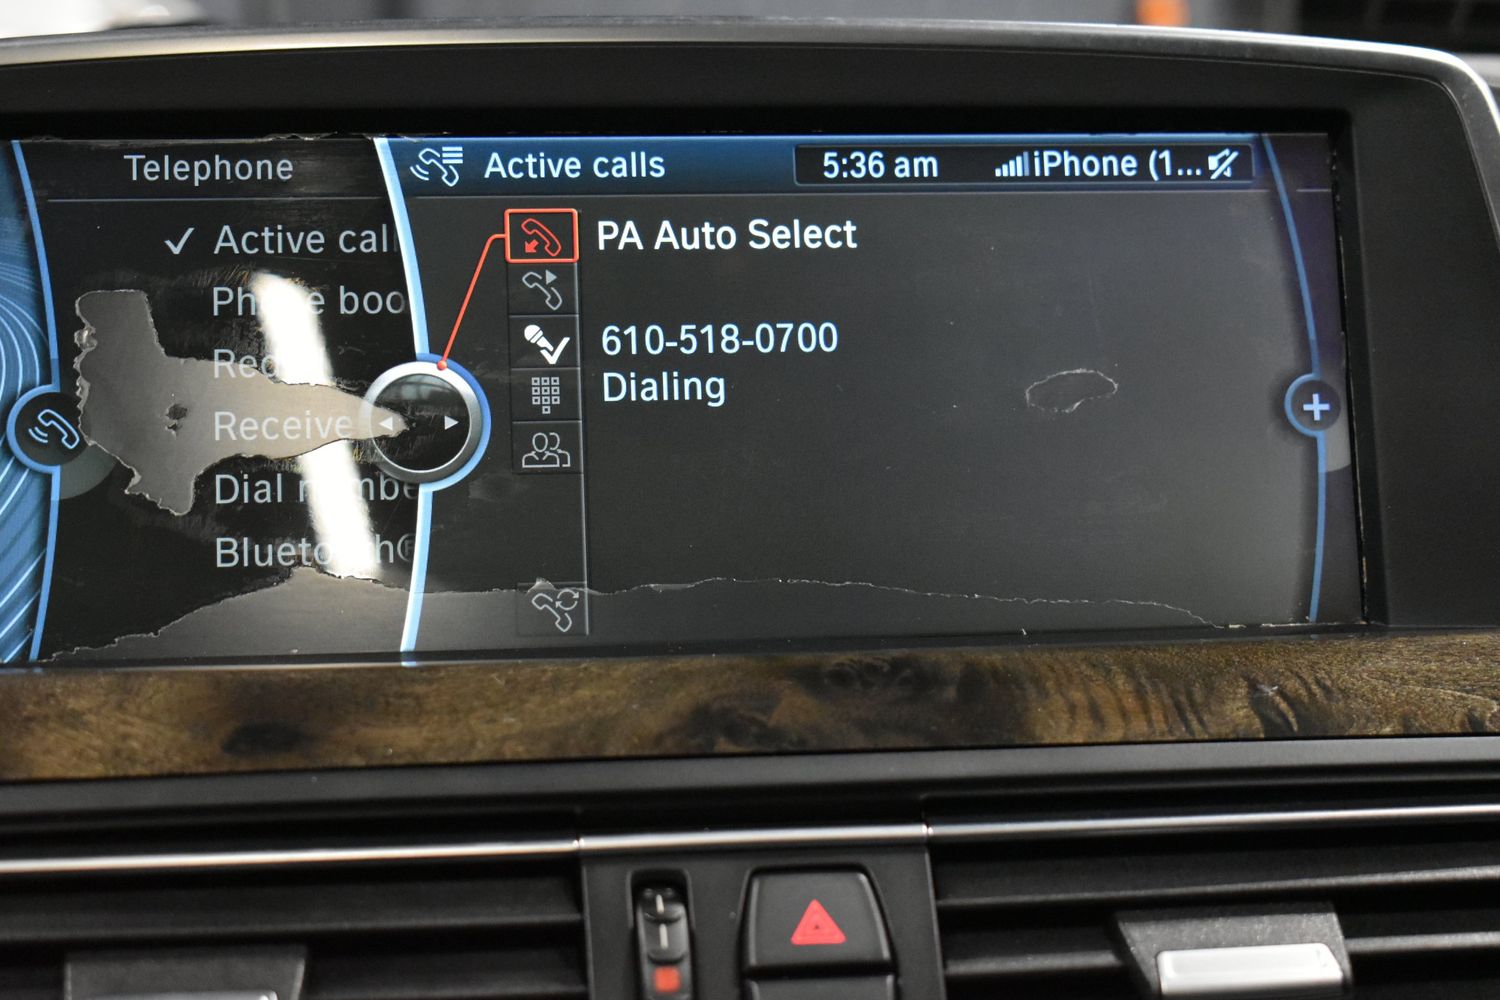 Telephone
Active calls
5:36 am
iPhone (1...
Active call
PA Auto Select
Receive
610-518-0700
Dialing
Dial